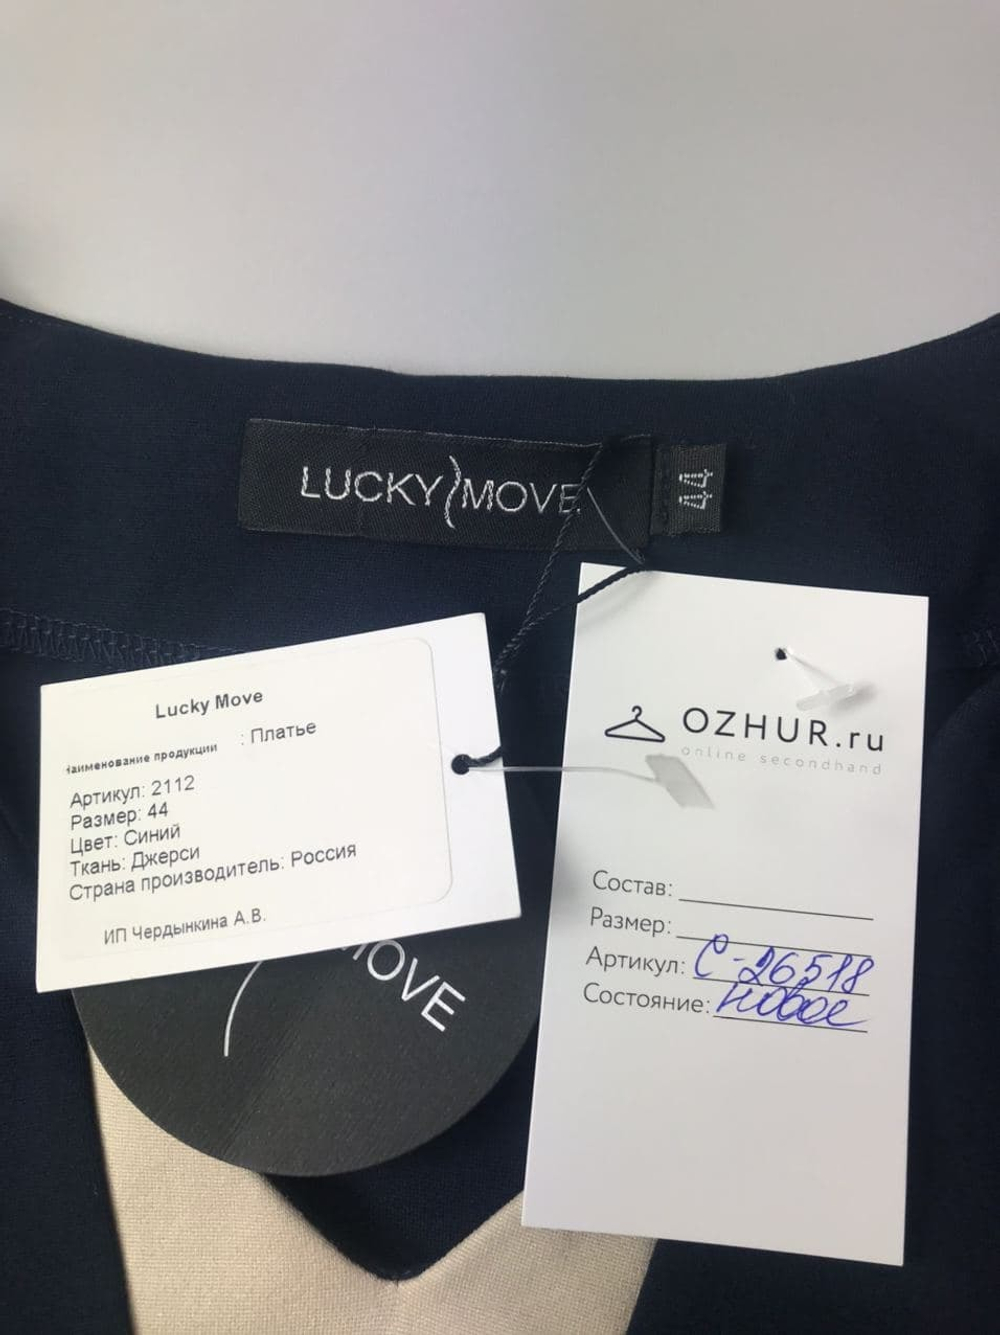 LUCKY MOVE
44
Lucky Move
Наименование продукции : Платье
Артикул: 2112
Размер: 44
Цвет: Синий
Ткань: Джерси
Страна производитель: Россия
ИП Чердынкина А.В.
MOVE
OZHUR.ru
online secondhand
Состав:
Размер:
Артикул: С-26518
Состояние: новое